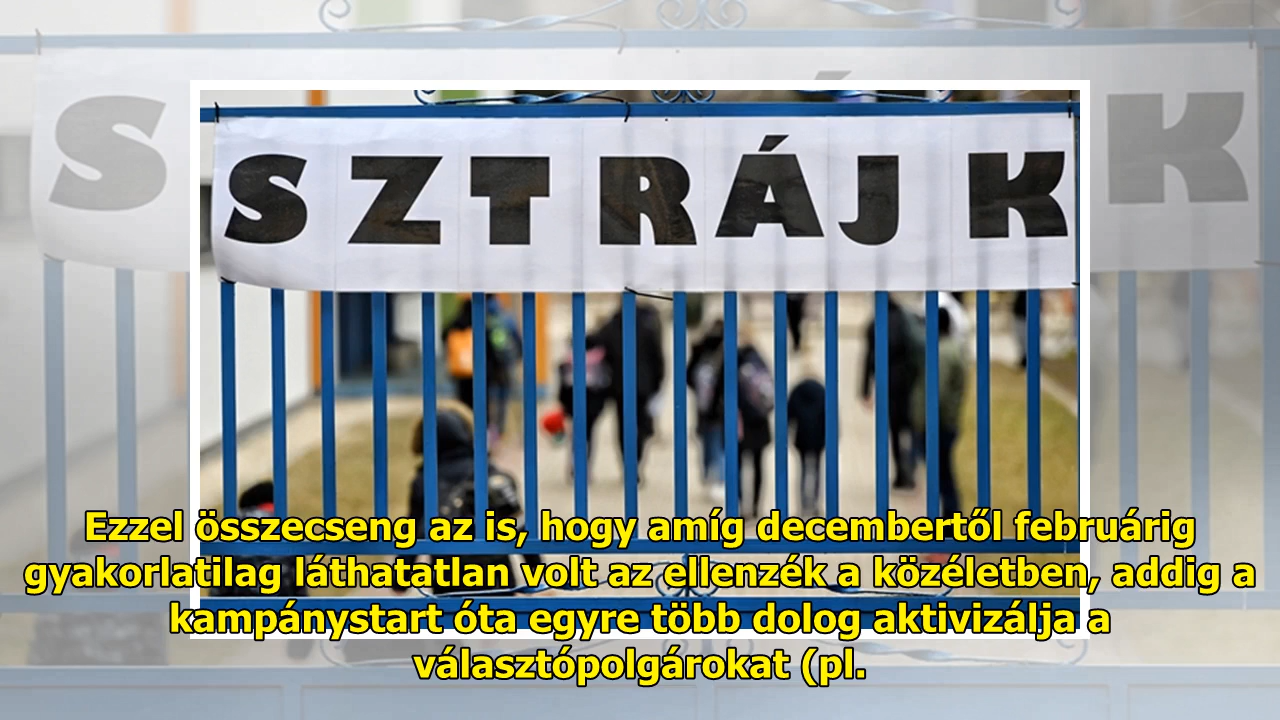 SZTRÁJK
Ezzel összecseng az is, hogy amíg decembertől februárig
gyakorlatilag láthatatlan volt az ellenzék a közéletben, addig a
kampánystart óta egyre több dolog aktivizálja a
választópolgárokat (pl.